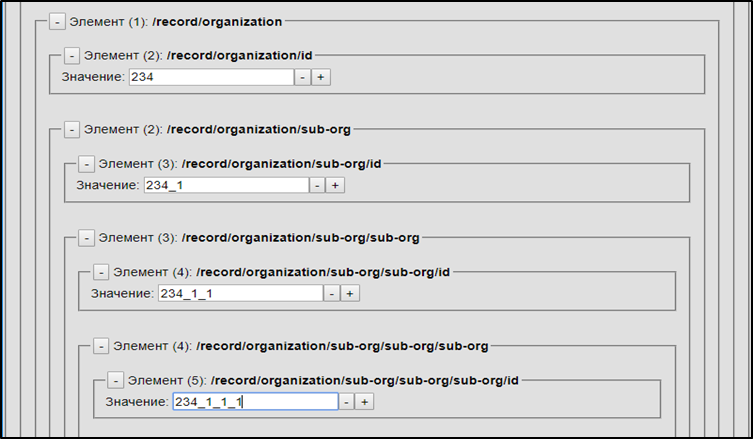 - Элемент (1): /record/organization
- Элемент (2): /record/organization/id
Значение: 234 - +
- Элемент (2): /record/organization/sub-org
- Элемент (3): /record/organization/sub-org/id
Значение: 234_1 - +
- Элемент (3): /record/organization/sub-org/sub-org
- Элемент (4): /record/organization/sub-org/sub-org/id
Значение: 234_1_1 - +
- Элемент (4): /record/organization/sub-org/sub-org/sub-org
- Элемент (5): /record/organization/sub-org/sub-org/sub-org/id
Значение: 234_1_1_1 - +